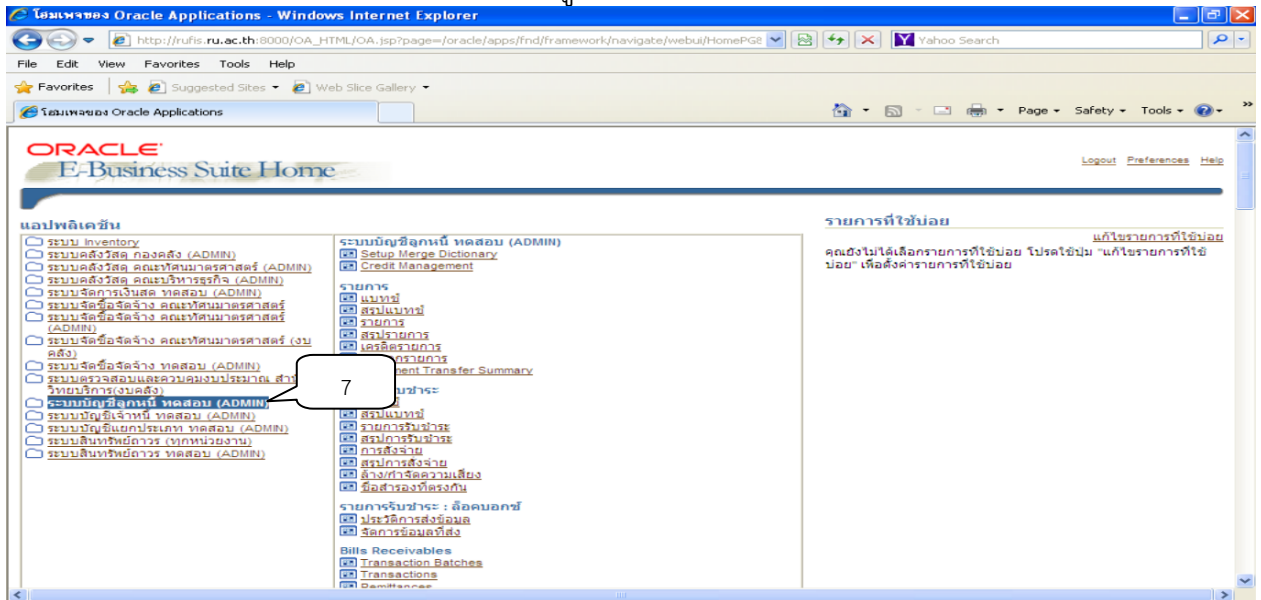 โฮมเพจของ Oracle Applications - Windows Internet Explorer
http://rufis.ru.ac.th:8000/OA_HTML/OA.jsp?page=/oracle/apps/fnd/framework/navigate/webui/HomePGE
Yahoo Search
File Edit View Favorites Tools Help
Favorites Suggested Sites Web Slice Gallery
โฮมเพจของ Oracle Applications
Page Safety Tools
ORACLE
E-Business Suite Home
Logout Preferences Help
แอปพลิเคชัน
ระบบ Inventory
ระบบคลังวัสดุ กองคลัง (ADMIN)
ระบบคลังวัสดุ คณะทัศนมาตรศาสตร์ (ADMIN)
ระบบคลังวัสดุ คณะบริหารธุรกิจ (ADMIN)
ระบบจัดการเงินสด ทดสอบ (ADMIN)
ระบบจัดซื้อจัดจ้าง คณะทัศนมาตรศาสตร์
ระบบจัดซื้อจัดจ้าง คณะทัศนมาตรศาสตร์
(ADMIN)
ระบบจัดซื้อจัดจ้าง คณะทัศนมาตรศาสตร์ (งบ
คลัง)
ระบบจัดซื้อจัดจ้าง ทดสอบ (ADMIN)
ระบบตรวจสอบและควบคุมงบประมาณ
วิทยบริการ(งบคลัง)
ระบบบัญชีลูกหนี้ ทดสอบ (ADMIN)
ระบบบัญชีเจ้าหนี้ ทดสอบ (ADMIN)
ระบบบัญชีแยกประเภท ทดสอบ (ADMIN)
ระบบสินทรัพย์ถาวร (ทุกหน่วยงาน)
ระบบสินทรัพย์ถาวร ทดสอบ (ADMIN)
7
ระบบบัญชีลูกหนี้ ทดสอบ (ADMIN)
Setup Merge Dictionary
Credit Management
รายการ
แบทช์
สรุปแบทช์
รายการ
สรุปรายการ
เครดิตรายการ
Transfer Summary
สรุปแบทช์
รายการรับชำระ
สรุปการรับชำระ
การสั่งจ่าย
สรุปการสั่งจ่าย
ล้าง/กำจัดความเสี่ยง
ชื่อสำรองที่ตรงกัน
รายการรับชำระ : ล็อคบอกซ์
ประวัติการส่งข้อมูล
จัดการข้อมูลที่ส่ง
Bills Receivables
Transaction Batches
Transactions
Remittances
รายการที่ใช้บ่อย
แก้ไขรายการที่ใช้บ่อย
คุณยังไม่ได้เลือกรายการที่ใช้บ่อย โปรดใช้ปุ่ม "แก้ไขรายการที่ใช้
บ่อย" เพื่อตั้งค่ารายการที่ใช้บ่อย